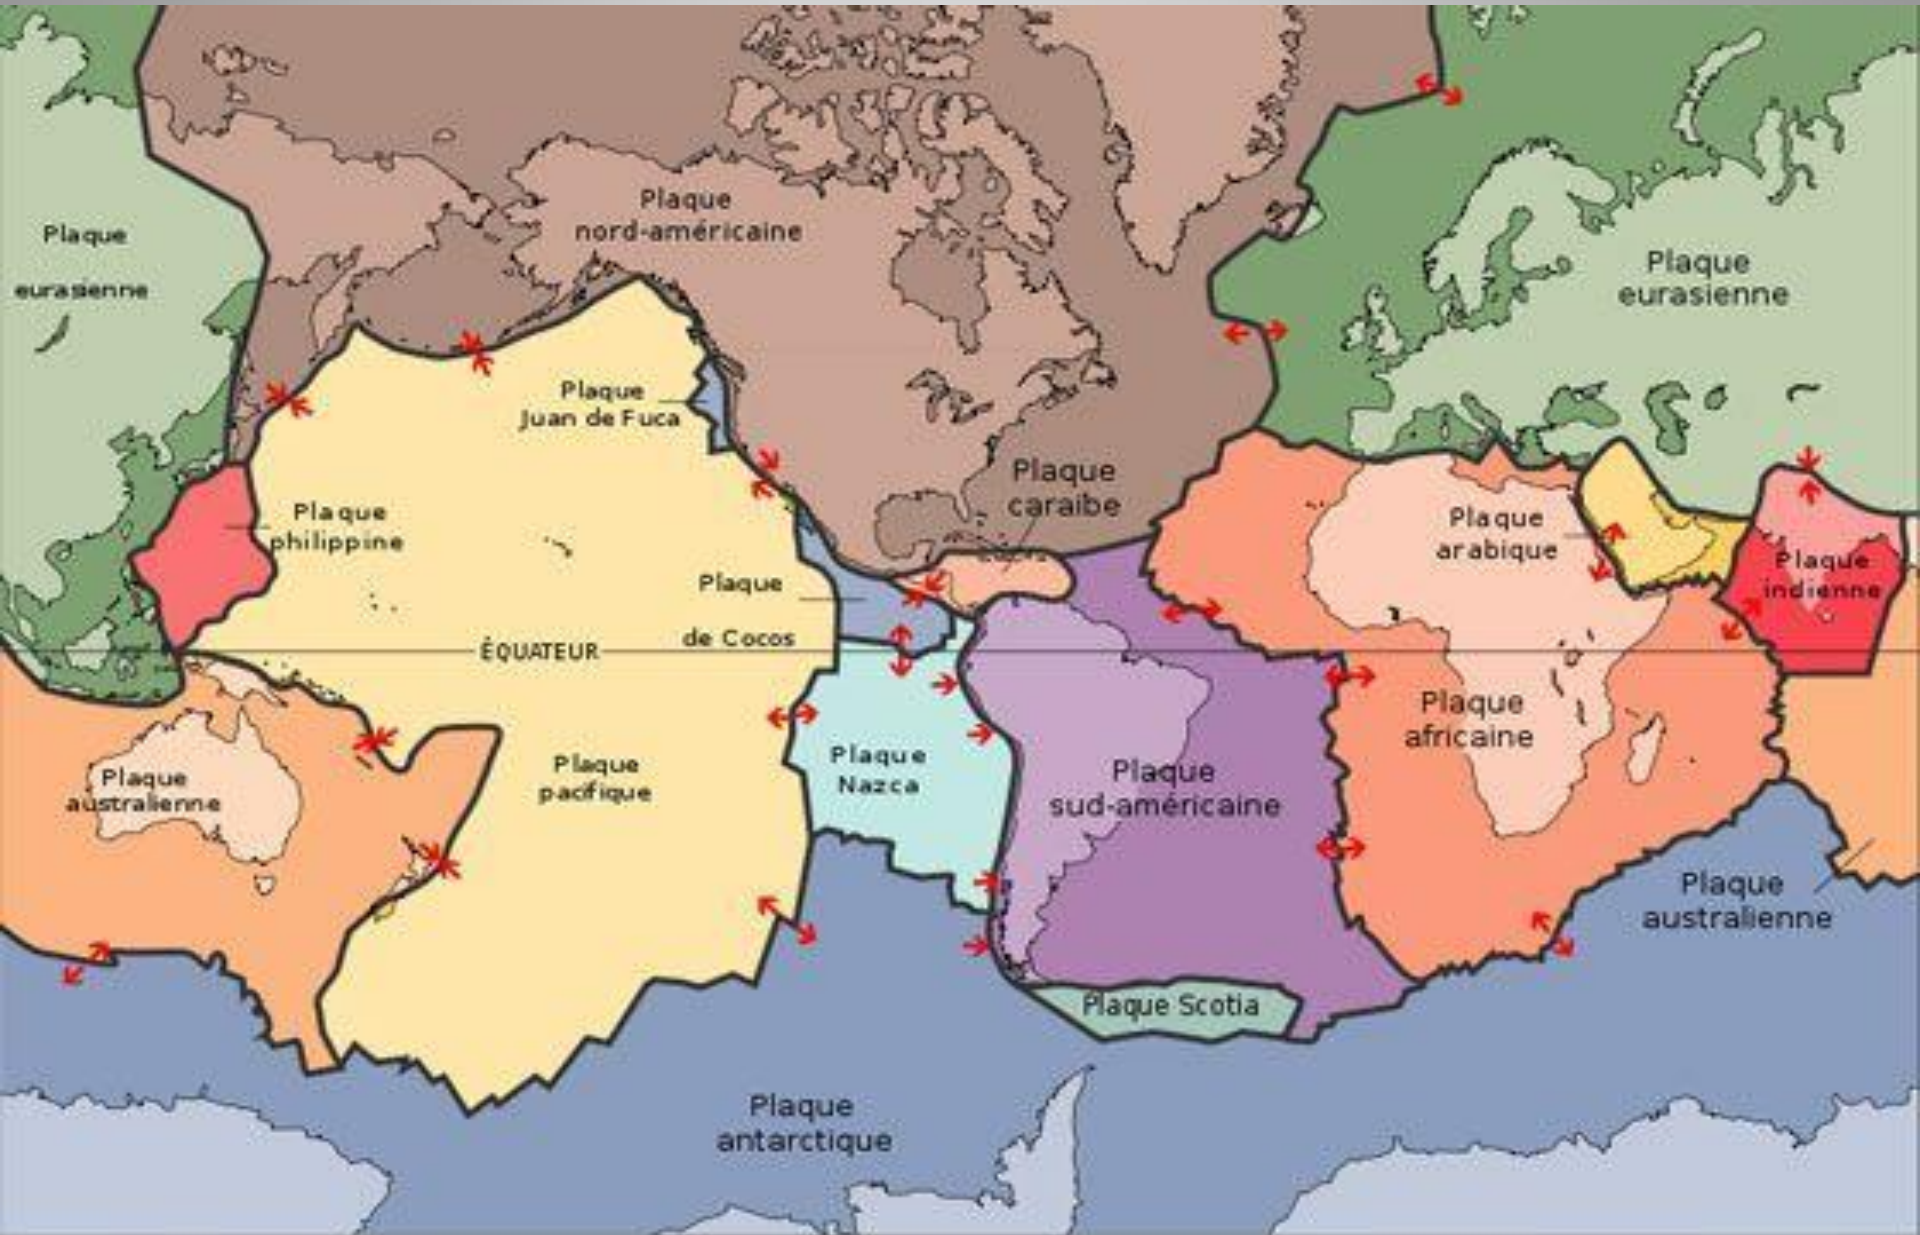 Plaque
eurasienne
Plaque
nord-américaine
Plaque
eurasienne
Plaque
Juan de Fuca
Plaque
caraïbe
Plaque
philippine
Plaque
arabique
Plaque
indienne
Plaque
de Cocos
ÉQUATEUR
Plaque
africaine
Plaque
australienne
Plaque
pacifique
Plaque
Nazca
Plaque
sud-américaine
Plaque
australienne
Plaque Scotia
Plaque
antarctique